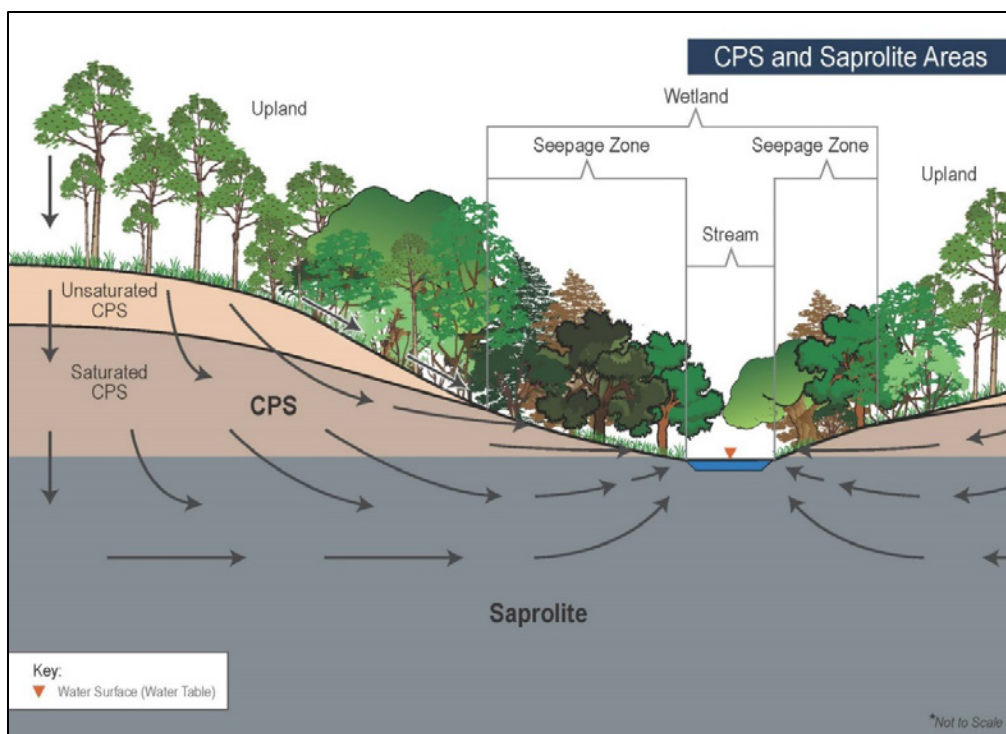 CPS and Saprolite Areas
Wetland
Upland
Seepage Zone
Seepage Zone
Upland
Stream
Unsaturated
CPS
Saturated
CPS
CPS
Saprolite
Key:
Water Surface (Water Table)
*Not to Scale